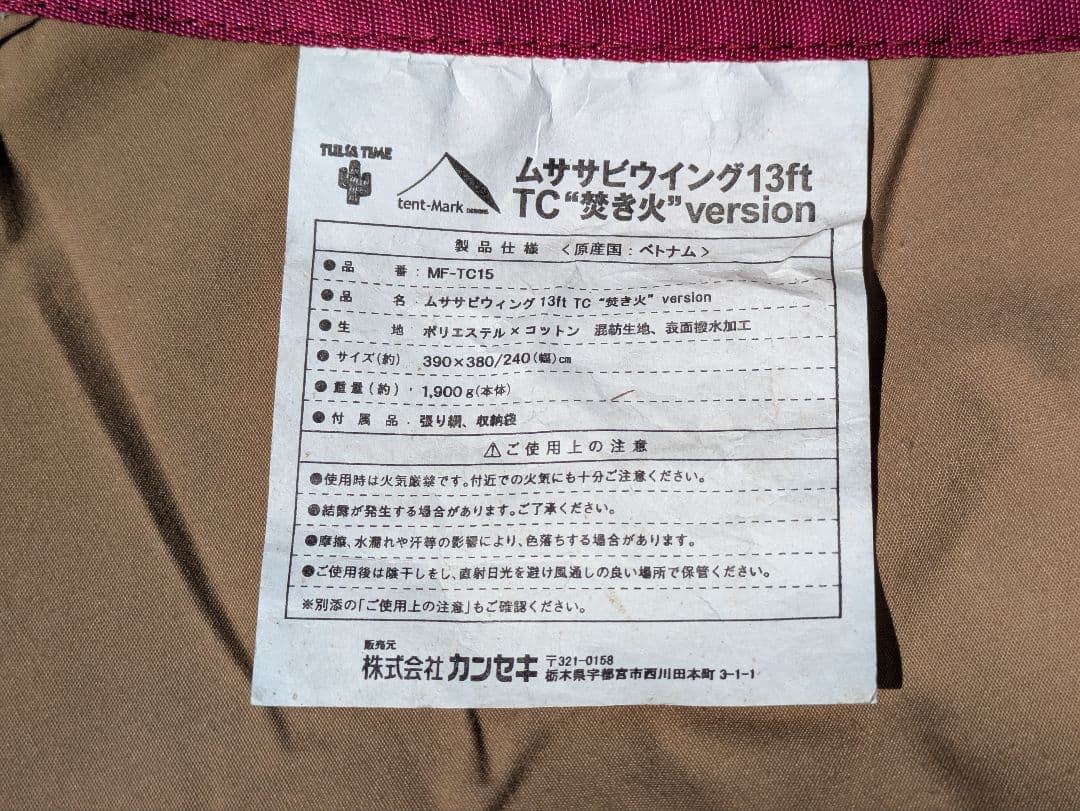 TULSA TIME
tent-Mark DESIGNS
ムササビウイング13ft
TC“焚き火”version
製品仕様 〈原産国：ベトナム〉
●品番：MF-TC15
●品名：ムササビウィング 13ft TC “焚き火” version
●生地：ポリエステル×コットン 混紡生地、表面撥水加工
●サイズ(約)：390×380/240(幅)cm
●重量(約)：1,900g(本体)
●付属品：張り綱、収納袋
⚠ご使用上の注意
●使用時は火気厳禁です。付近での火気にも十分ご注意ください。
●結露が発生する場合があります。ご了承ください。
●摩擦、水濡れや汗等の影響により、色落ちする場合があります。
●ご使用後は陰干しをし、直射日光を避け風通しの良い場所で保管ください。
※別添の「ご使用上の注意」もご確認ください。
販売元
株式会社 カンセキ 〒321-0158
栃木県宇都宮市西川田本町 3-1-1